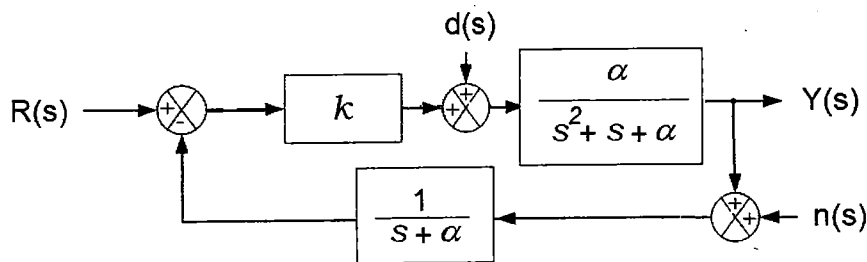 d(s)
R(s)
+
-
k
+
+
α
s² + s + α
Y(s)
1
s + α
+
+
n(s)